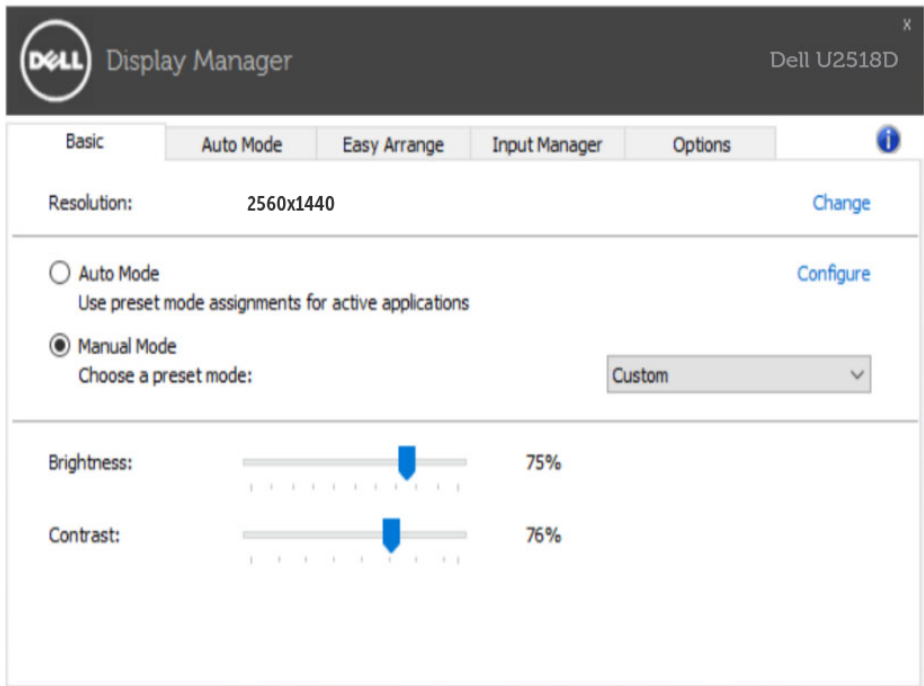 DELL Display Manager
X
Dell U2518D
Basic Auto Mode Easy Arrange Input Manager Options i
Resolution: 2560x1440 Change
Auto Mode Configure
Use preset mode assignments for active applications
Manual Mode
Choose a preset mode: Custom
Brightness: 75%
Contrast: 76%